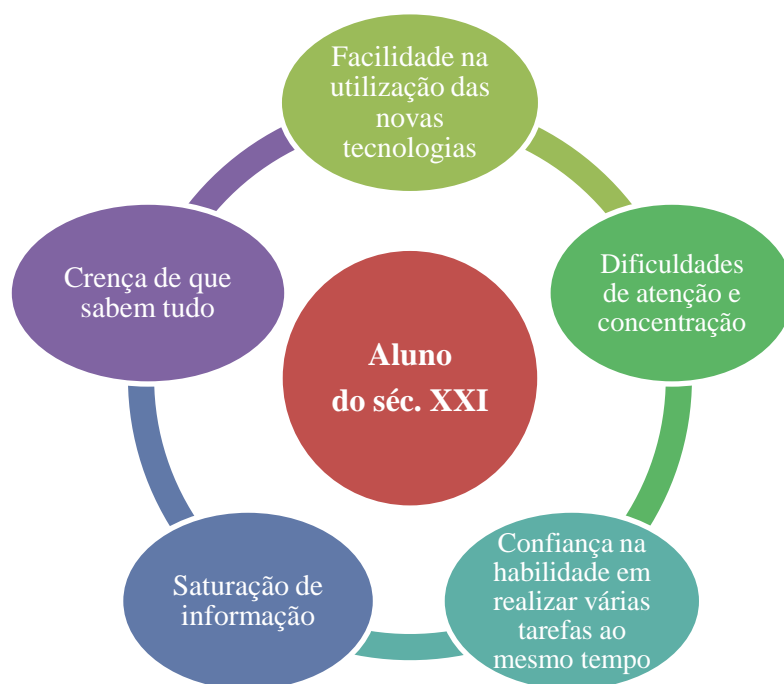 Facilidade na
utilização das
novas
tecnologias
Dificuldades
de atenção e
concentração
Confiança na
habilidade em
realizar várias
tarefas ao
mesmo tempo
Saturação de
informação
Crença de que
sabem tudo
Aluno
do séc. XXI